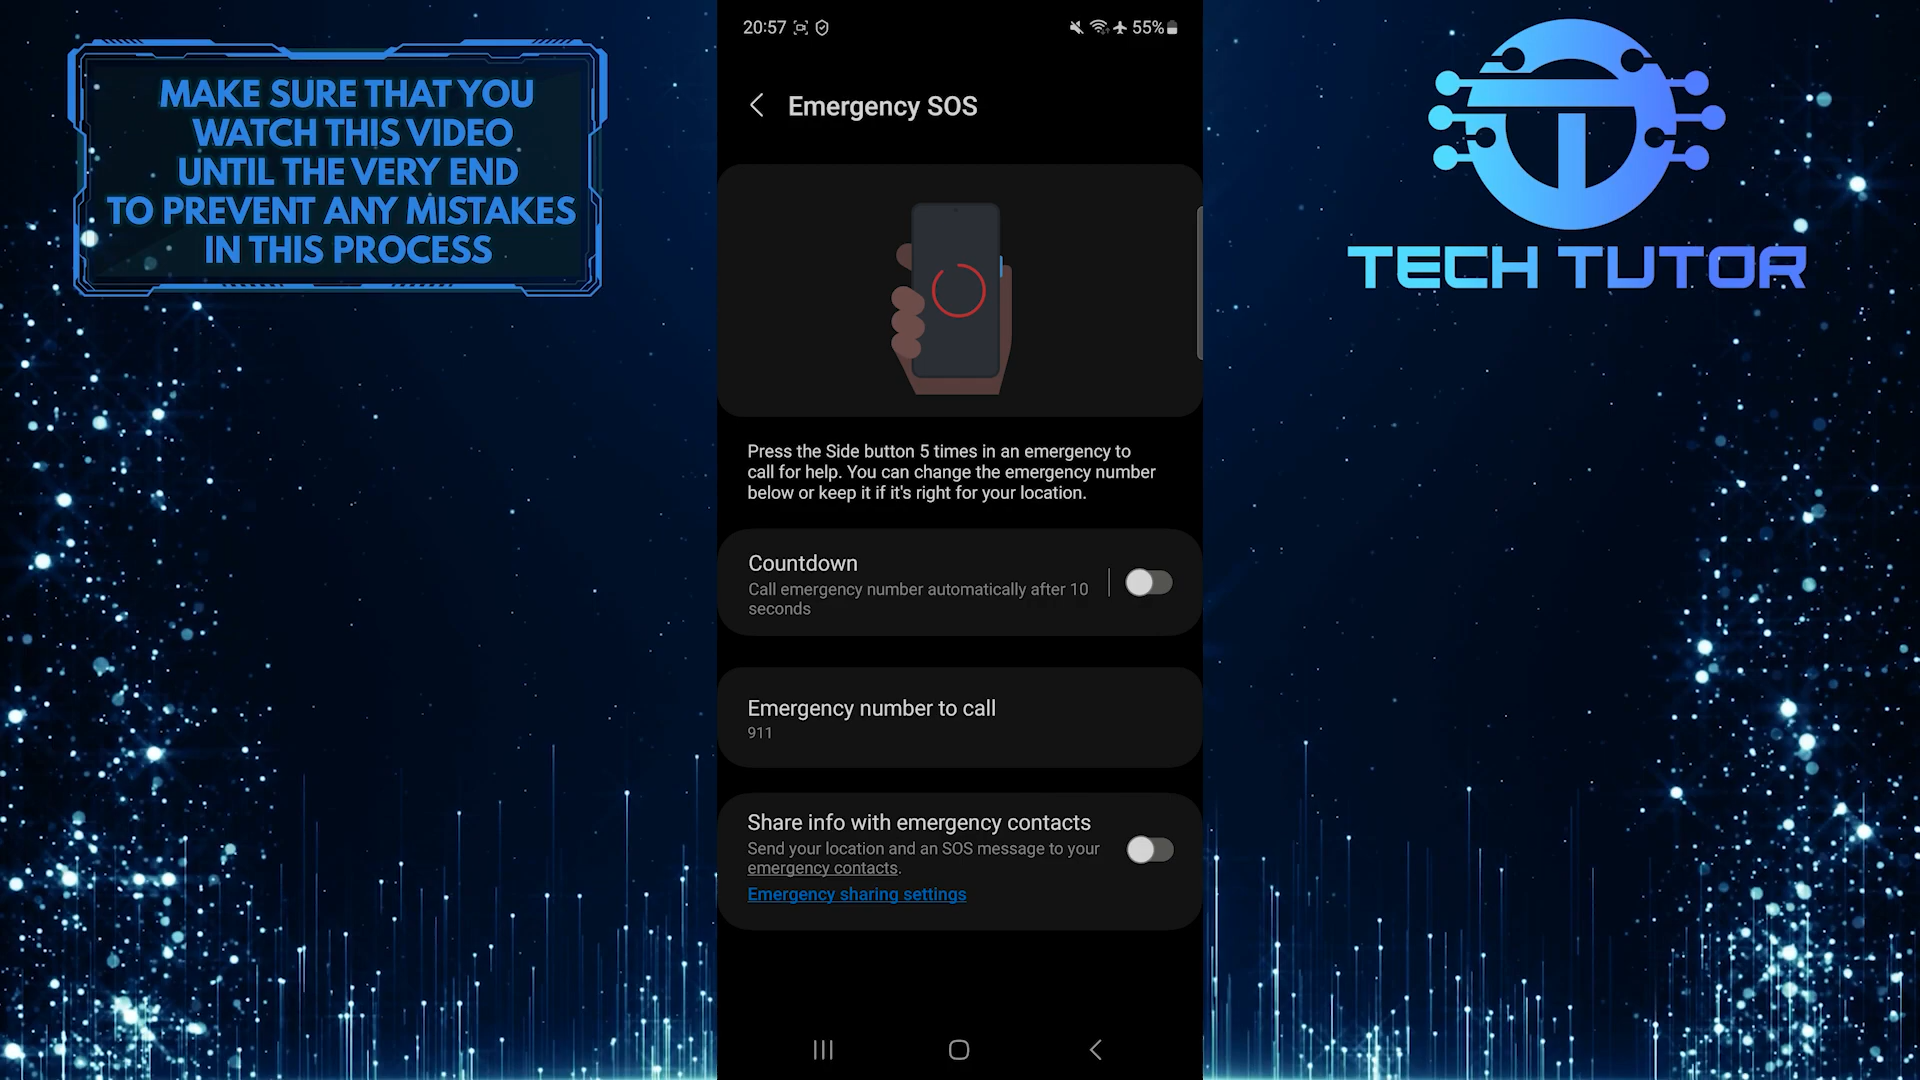 MAKE SURE THAT YOU
WATCH THIS VIDEO
UNTIL THE VERY END
TO PREVENT ANY MISTAKES
IN THIS PROCESS
20:57
55%
Emergency SOS
Press the Side button 5 times in an emergency to
call for help. You can change the emergency number
below or keep it if it's right for your location.
Countdown
Call emergency number automatically after 10
seconds
Emergency number to call
911
Share info with emergency contacts
Send your location and an SOS message to your
emergency contacts.
Emergency sharing settings
TECH TUTOR